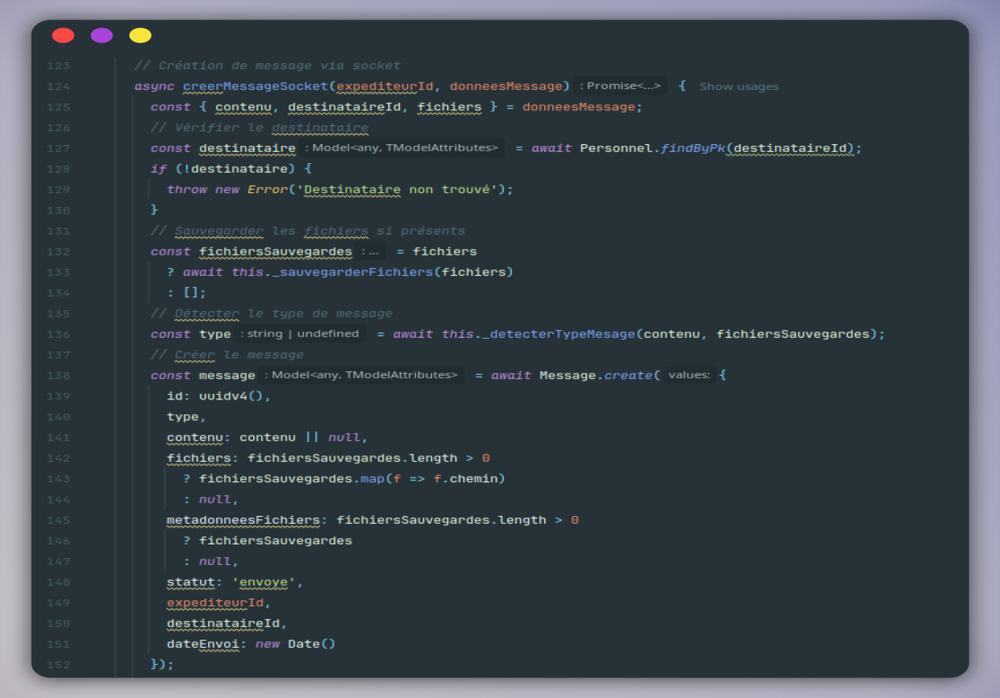 123 // Création de message via socket
124 async creerMessageSocket(expediteurId, donneesMessage) : Promise<...> { Show usages
125 const { contenu, destinataireId, fichiers } = donneesMessage;
126 // Vérifier le destinataire
127 const destinataire : Model<any, TModelAttributes> = await Personnel.findByPk(destinataireId);
128 if (!destinataire) {
129 throw new Error('Destinataire non trouvé');
130 }
131 // Sauvegarder les fichiers si présents
132 const fichiersSauvegardes : ... = fichiers
133 ? await this._sauvegarderFichiers(fichiers)
134 : [];
135 // Détecter le type de message
136 const type : string | undefined = await this._detecterTypeMesage(contenu, fichiersSauvegardes);
137 // Créer le message
138 const message : Model<any, TModelAttributes> = await Message.create( values: {
139 id: uuidv4(),
140 type,
141 contenu: contenu || null,
142 fichiers: fichiersSauvegardes.length > 0
143 ? fichiersSauvegardes.map(f => f.chemin)
144 : null,
145 metadonneesFichiers: fichiersSauvegardes.length > 0
146 ? fichiersSauvegardes
147 : null,
148 statut: 'envoye',
149 expediteurId,
150 destinataireId,
151 dateEnvoi: new Date()
152 });